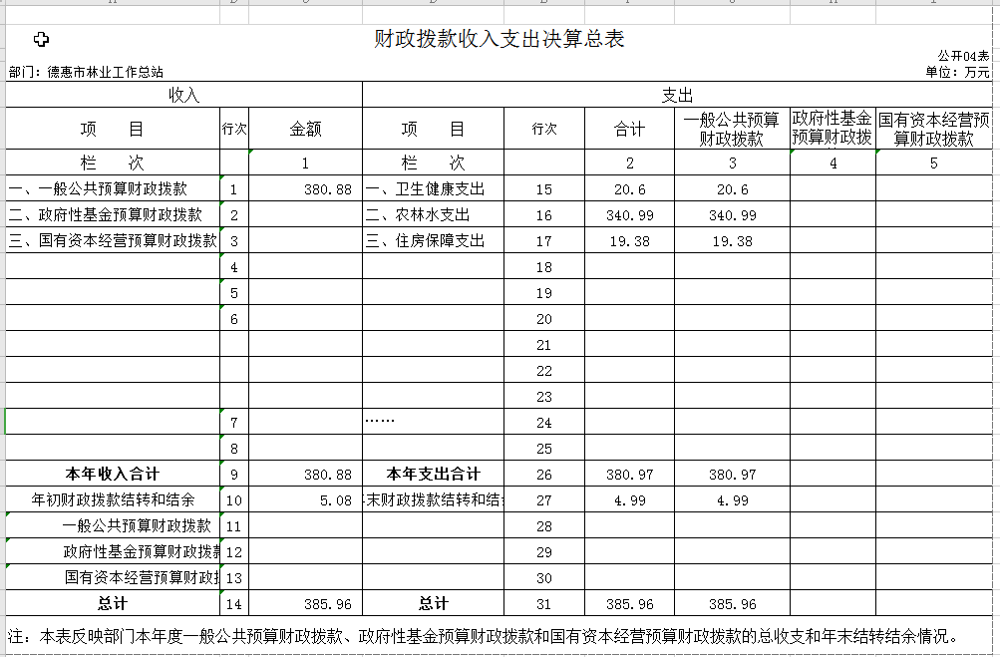 财政拨款收入支出决算总表
公开04表
部门：德惠市林业工作总站 单位：万元
收入 支出
项 目 行次 金额 项 目 行次 合计 一般公共预算财政拨款 政府性基金预算财政拨 国有资本经营预算财政拨款
栏 次 1 栏 次 2 3 4 5
一、一般公共预算财政拨款 1 380.88 一、卫生健康支出 15 20.6 20.6
二、政府性基金预算财政拨款 2 二、农林水支出 16 340.99 340.99
三、国有资本经营预算财政拨款 3 三、住房保障支出 17 19.38 19.38
4 18
5 19
6 20
21
22
23
7 …… 24
8 25
本年收入合计 9 380.88 本年支出合计 26 380.97 380.97
年初财政拨款结转和结余 10 5.08 末财政拨款结转和结 27 4.99 4.99
一般公共预算财政拨款 11 28
政府性基金预算财政拨 12 29
国有资本经营预算财政 13 30
总计 14 385.96 总计 31 385.96 385.96
注：本表反映部门本年度一般公共预算财政拨款、政府性基金预算财政拨款和国有资本经营预算财政拨款的总收支和年末结转结余情况。